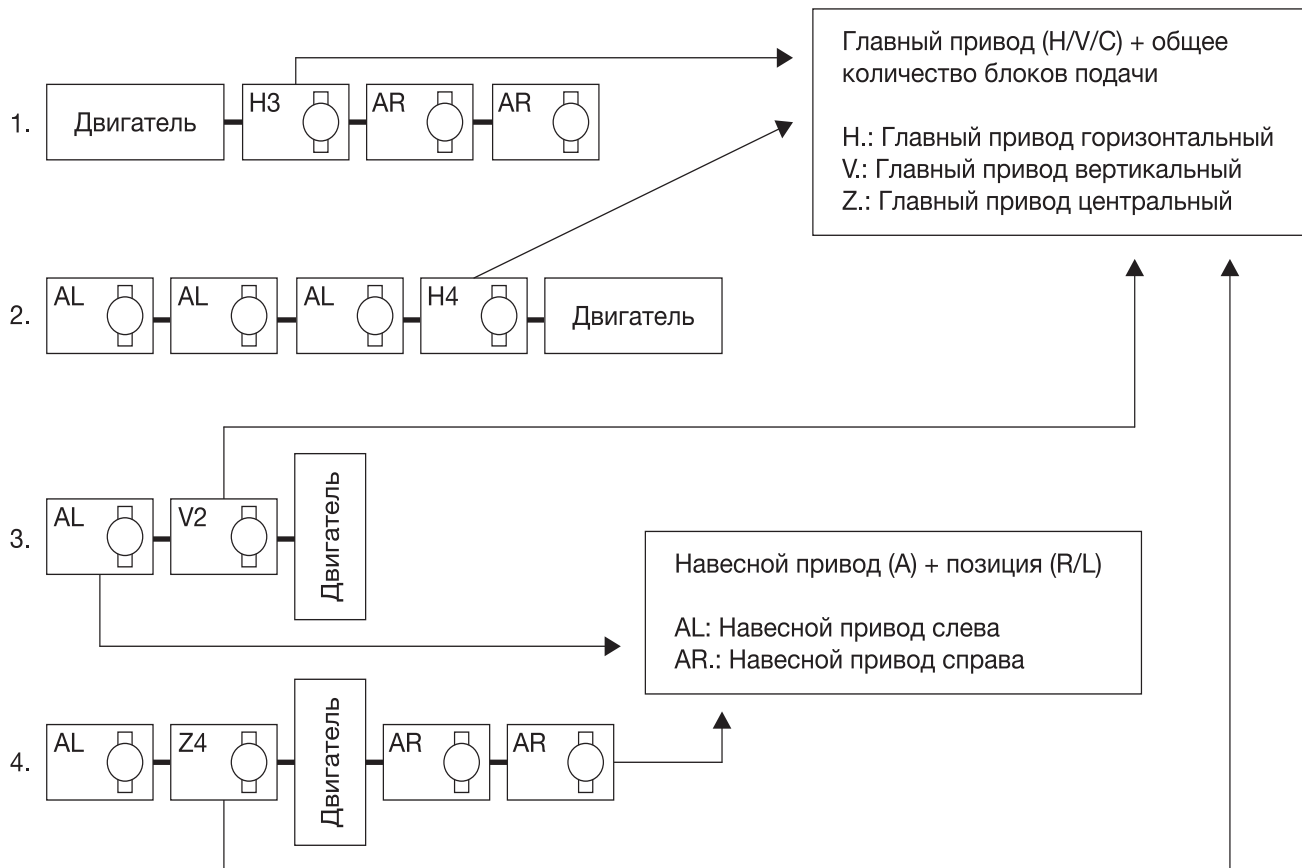 Главный привод (H/V/C) + общее
количество блоков подачи
H.: Главный привод горизонтальный
V.: Главный привод вертикальный
Z.: Главный привод центральный
1. Двигатель H3 AR AR
2. AL AL AL H4 Двигатель
3. AL V2 Двигатель
Навесной привод (A) + позиция (R/L)
AL: Навесной привод слева
AR.: Навесной привод справа
4. AL Z4 Двигатель AR AR